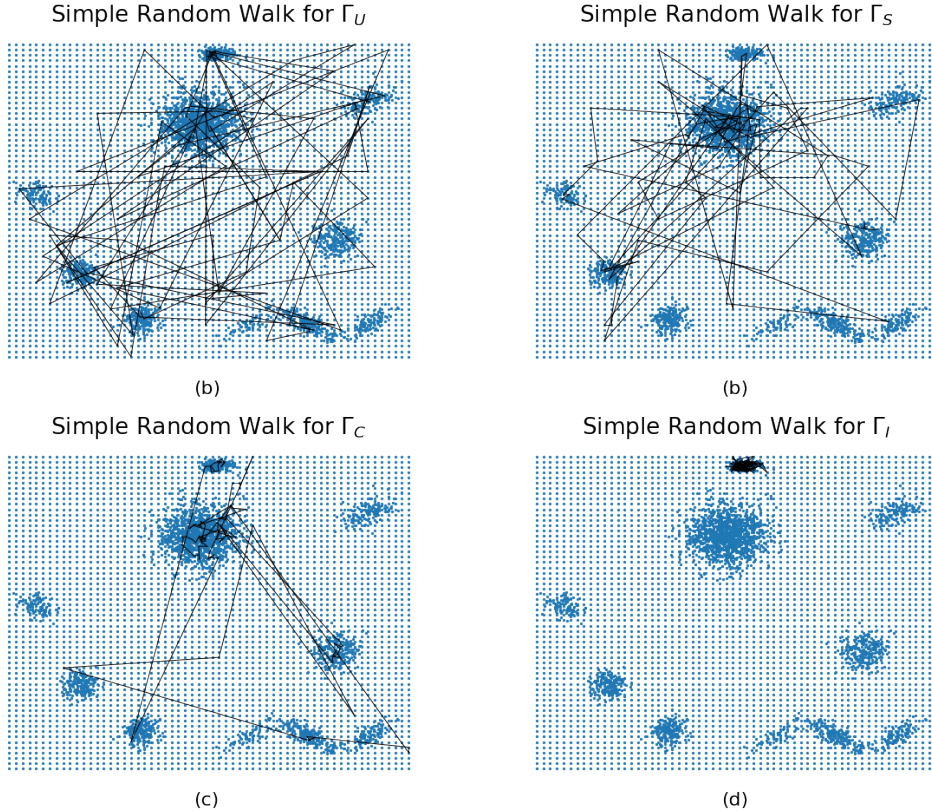 Simple Random Walk for Γ_U
Simple Random Walk for Γ_S
(b)
(b)
Simple Random Walk for Γ_C
Simple Random Walk for Γ_I
(c)
(d)